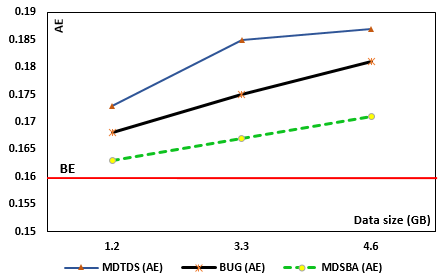 0.19
AE
0.185
0.18
0.175
0.17
0.165
BE
0.16
0.155
Data size (GB)
0.15
1.2 3.3 4.6
MDTDS (AE) BUG (AE) MDSBA (AE)